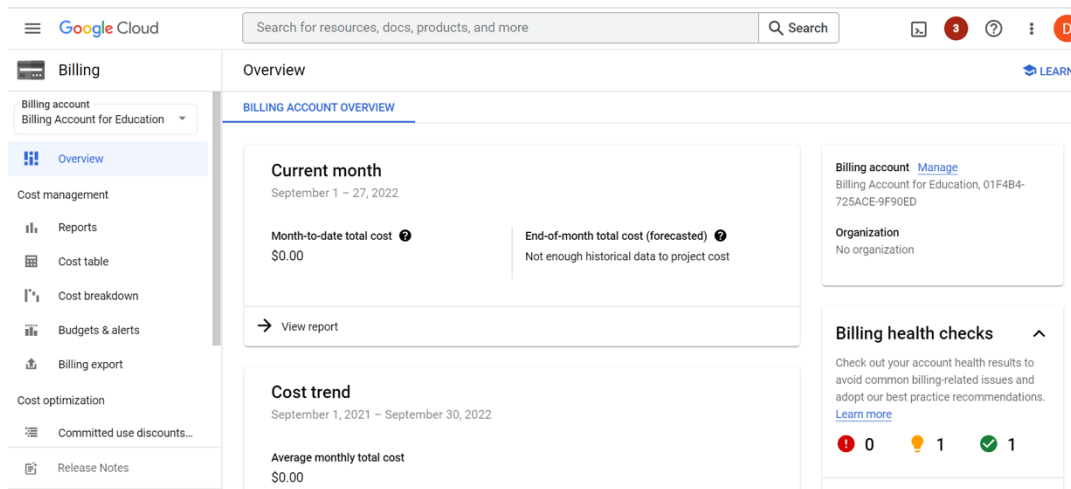 Google Cloud
Search for resources, docs, products, and more
Search
3
D
Billing
Overview
LEARN
Billing account
Billing Account for Education
BILLING ACCOUNT OVERVIEW
Overview
Cost management
Reports
Cost table
Cost breakdown
Budgets & alerts
Billing export
Cost optimization
Committed use discounts...
Release Notes
Current month
September 1 – 27, 2022
Month-to-date total cost
$0.00
End-of-month total cost (forecasted)
Not enough historical data to project cost
View report
Cost trend
September 1, 2021 – September 30, 2022
Average monthly total cost
$0.00
Billing account Manage
Billing Account for Education, 01F4B4-
725ACE-9F90ED
Organization
No organization
Billing health checks
Check out your account health results to
avoid common billing-related issues and
adopt our best practice recommendations.
Learn more
0 1 1